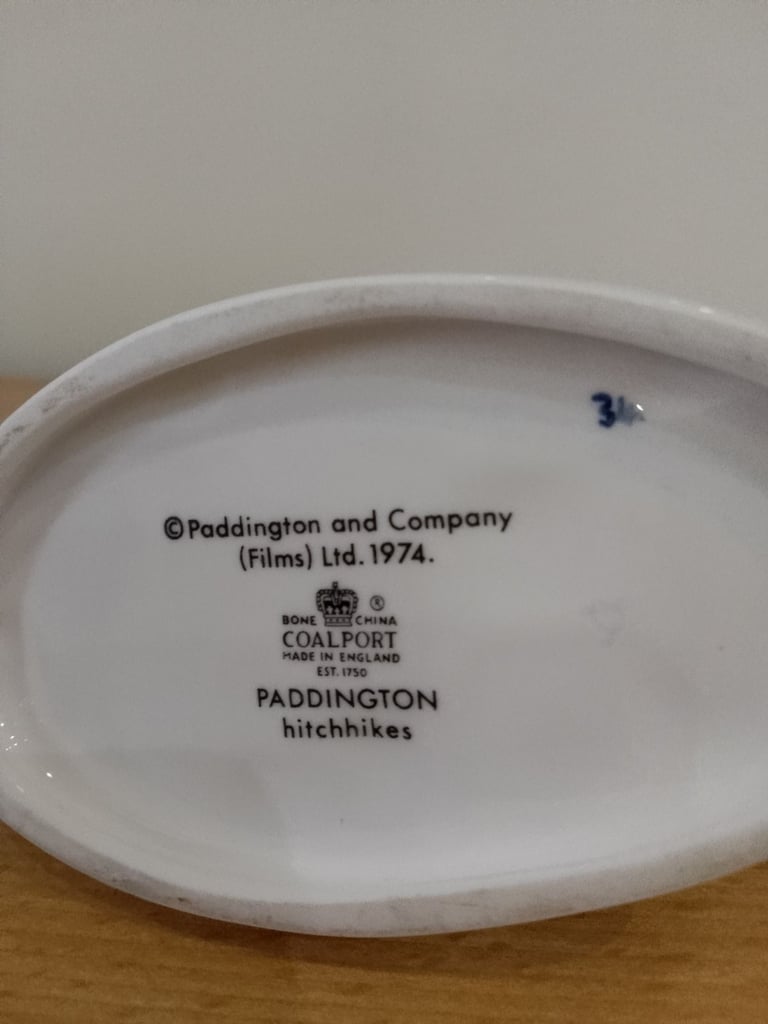 ©Paddington and Company
(Films) Ltd. 1974.
®
BONE CHINA
COALPORT
MADE IN ENGLAND
EST. 1750
PADDINGTON
hitchhikes